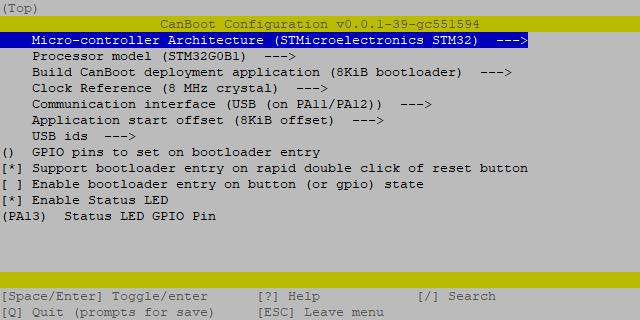 (Top)
CanBoot Configuration v0.0.1-39-gc551594
Micro-controller Architecture (STMicroelectronics STM32)  --->
Processor model (STM32G0B1)  --->
Build CanBoot deployment application (8KiB bootloader)  --->
Clock Reference (8 MHz crystal)  --->
Communication interface (USB (on PA11/PA12))  --->
Application start offset (8KiB offset)  --->
USB ids  --->
()  GPIO pins to set on bootloader entry
[*] Support bootloader entry on rapid double click of reset button
[ ] Enable bootloader entry on button (or gpio) state
[*] Enable Status LED
(PA13)  Status LED GPIO Pin
[Space/Enter] Toggle/enter     [?] Help            [/] Search
[Q] Quit (prompts for save)     [ESC] Leave menu